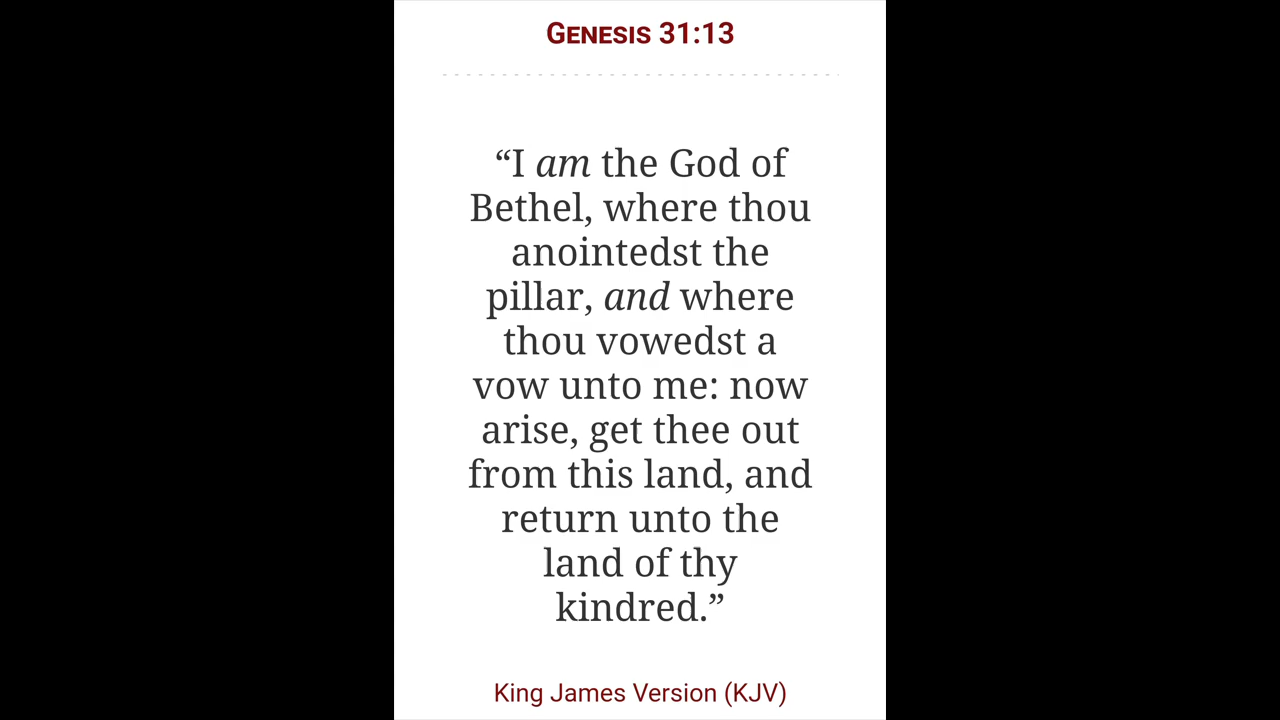 GENESIS 31:13
“I am the God of
Bethel, where thou
anointedst the
pillar, and where
thou vowedst a
vow unto me: now
arise, get thee out
from this land, and
return unto the
land of thy
kindred.”
King James Version (KJV)